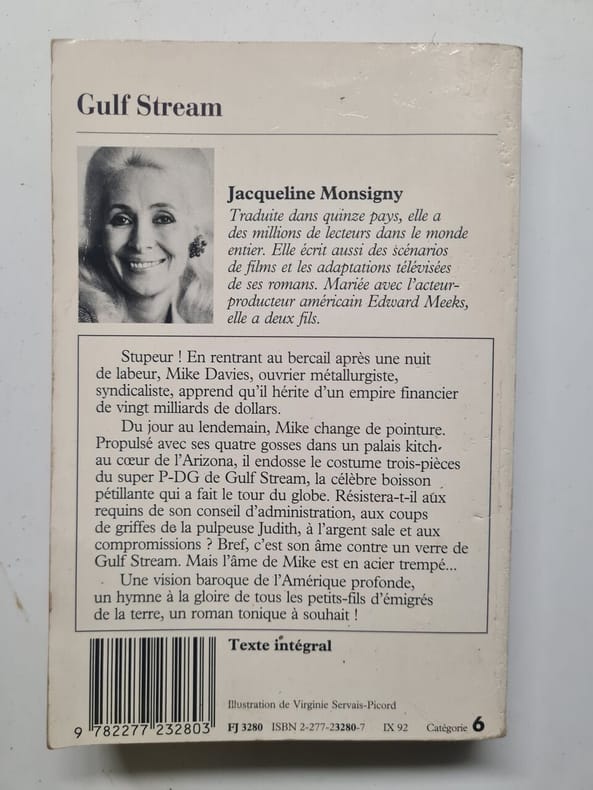 Gulf Stream
Jacqueline Monsigny
Traduite dans quinze pays, elle a
des millions de lecteurs dans le monde
entier. Elle écrit aussi des scénarios
de films et les adaptations télévisées
de ses romans. Mariée avec l'acteur-
producteur américain Edward Meeks,
elle a deux fils.
Stupeur ! En rentrant au bercail après une nuit
de labeur, Mike Davies, ouvrier métallurgiste,
syndicaliste, apprend qu'il hérite d'un empire financier
de vingt milliards de dollars.
Du jour au lendemain, Mike change de pointure.
Propulsé avec ses quatre gosses dans un palais kitch
au cœur de l'Arizona, il endosse le costume trois-pièces
du super P-DG de Gulf Stream, la célèbre boisson
pétillante qui a fait le tour du globe. Résistera-t-il aux
requins de son conseil d'administration, aux coups
de griffes de la pulpeuse Judith, à l'argent sale et aux
compromissions ? Bref, c'est son âme contre un verre de
Gulf Stream. Mais l'âme de Mike est en acier trempé...
Une vision baroque de l'Amérique profonde,
un hymne à la gloire de tous les petits-fils d'émigrés
de la terre, un roman tonique à souhait !
Texte intégral
Illustration de Virginie Servais-Picord
9 782277 232803
FJ 3280 ISBN 2-277-23280-7 IX 92 Catégorie 6